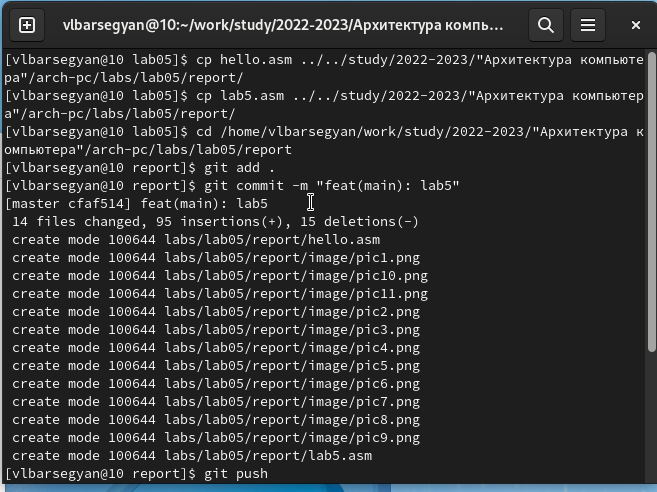 vlbarsegyan@10:~/work/study/2022-2023/Архитектура компь…
[vlbarsegyan@10 lab05]$ cp hello.asm ../../study/2022-2023/"Архитектура компьюте
ра"/arch-pc/labs/lab05/report/
[vlbarsegyan@10 lab05]$ cp lab5.asm ../../study/2022-2023/"Архитектура компьютер
а"/arch-pc/labs/lab05/report/
[vlbarsegyan@10 lab05]$ cd /home/vlbarsegyan/work/study/2022-2023/"Архитектура к
омпьютера"/arch-pc/labs/lab05/report
[vlbarsegyan@10 report]$ git add .
[vlbarsegyan@10 report]$ git commit -m "feat(main): lab5"
[master cfaf514] feat(main): lab5
 14 files changed, 95 insertions(+), 15 deletions(-)
 create mode 100644 labs/lab05/report/hello.asm
 create mode 100644 labs/lab05/report/image/pic1.png
 create mode 100644 labs/lab05/report/image/pic10.png
 create mode 100644 labs/lab05/report/image/pic11.png
 create mode 100644 labs/lab05/report/image/pic2.png
 create mode 100644 labs/lab05/report/image/pic3.png
 create mode 100644 labs/lab05/report/image/pic4.png
 create mode 100644 labs/lab05/report/image/pic5.png
 create mode 100644 labs/lab05/report/image/pic6.png
 create mode 100644 labs/lab05/report/image/pic7.png
 create mode 100644 labs/lab05/report/image/pic8.png
 create mode 100644 labs/lab05/report/image/pic9.png
 create mode 100644 labs/lab05/report/lab5.asm
[vlbarsegyan@10 report]$ git push